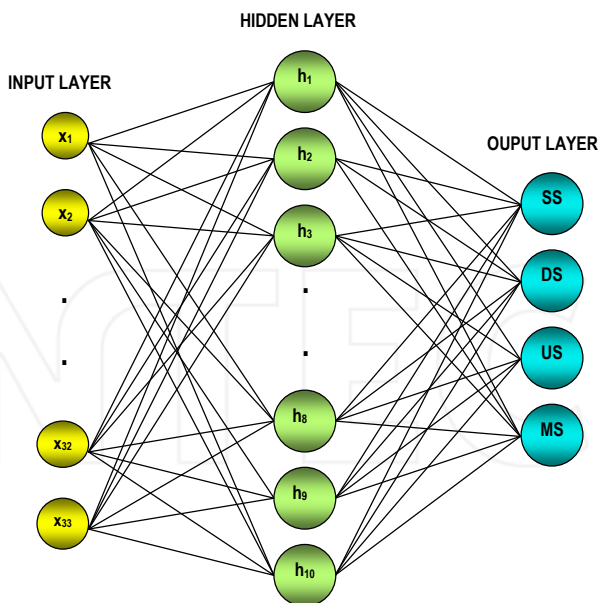 HIDDEN LAYER
INPUT LAYER
OUPUT LAYER
x1
x2
.
.
x32
x33
h1
h2
h3
.
.
h8
h9
h10
SS
DS
US
MS